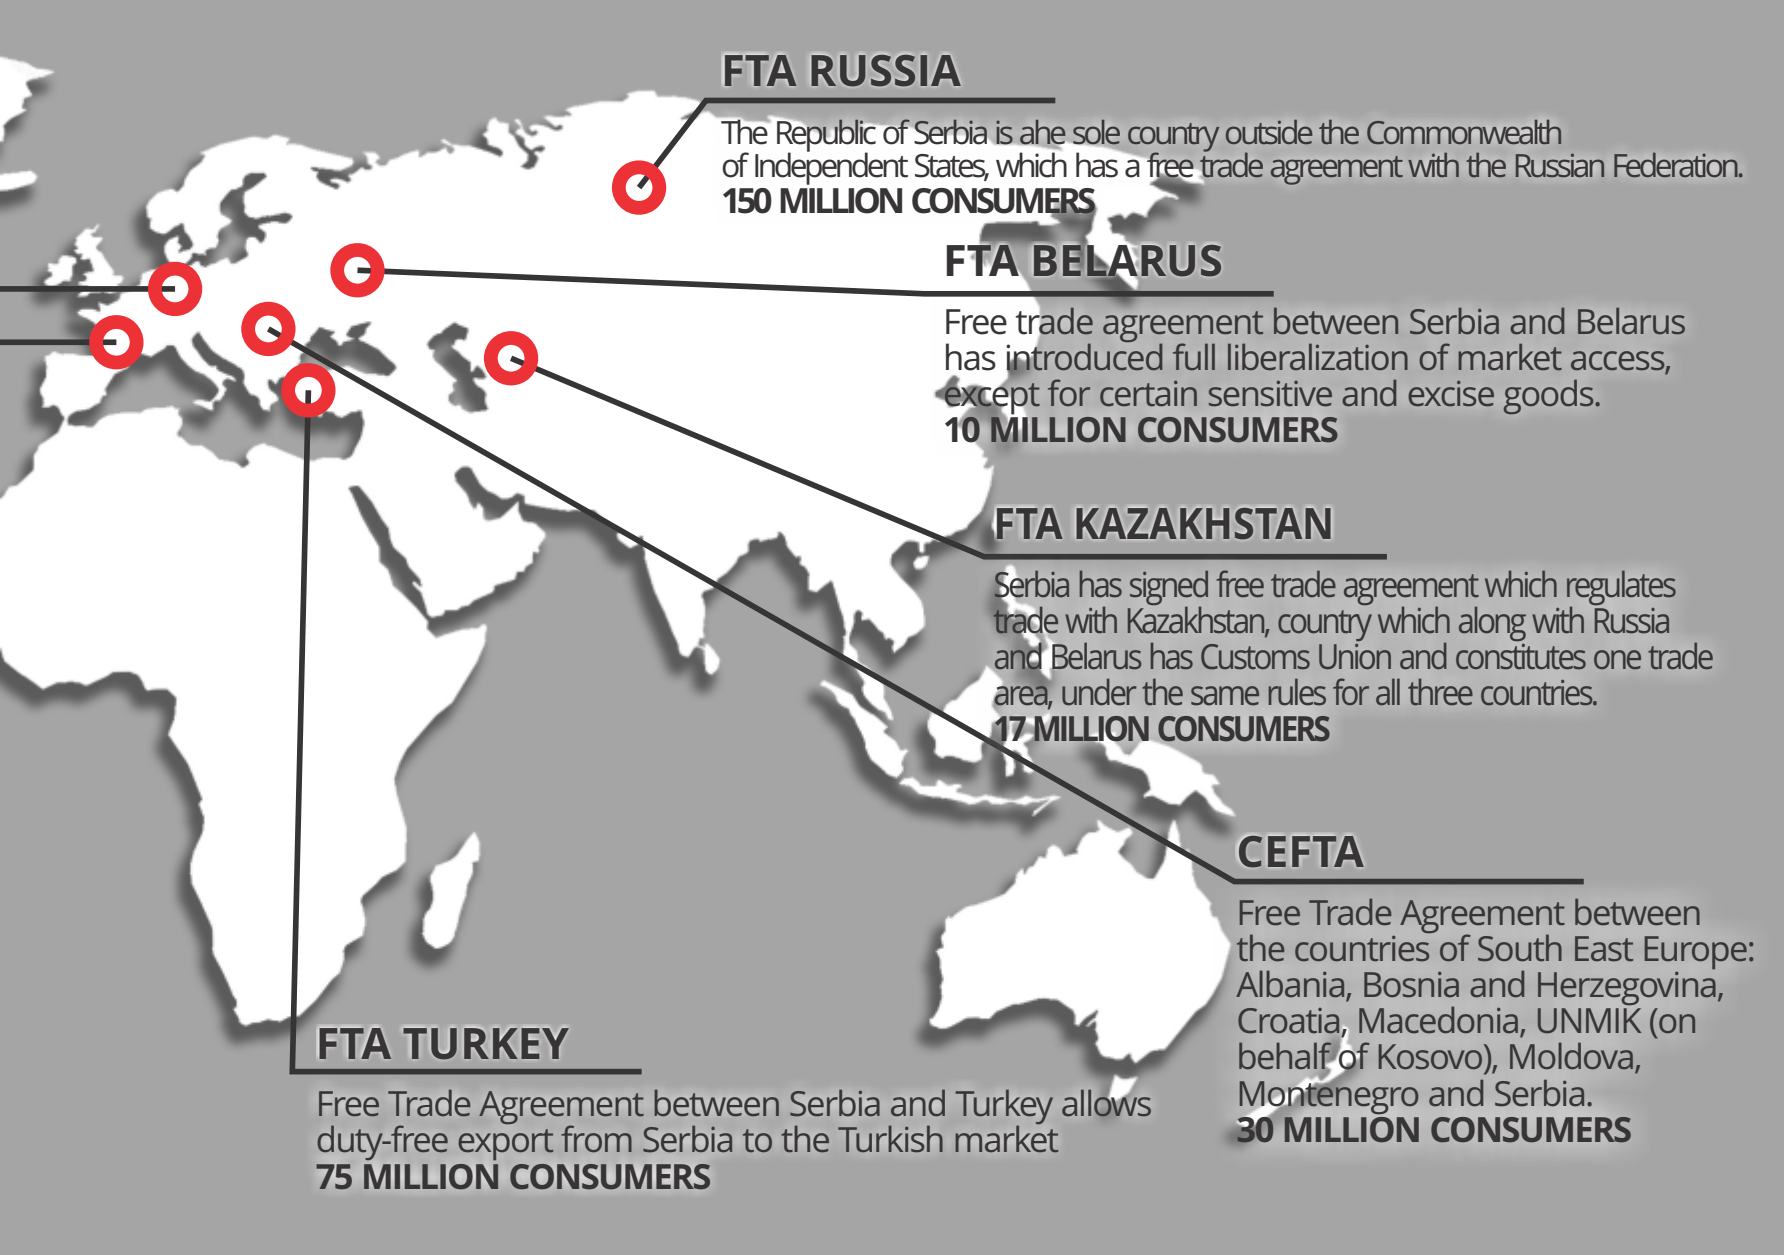 FTA RUSSIA
The Republic of Serbia is ahe sole country outside the Commonwealth
of Independent States, which has a free trade agreement with the Russian Federation.
150 MILLION CONSUMERS
FTA BELARUS
Free trade agreement between Serbia and Belarus
has introduced full liberalization of market access,
except for certain sensitive and excise goods.
10 MILLION CONSUMERS
FTA KAZAKHSTAN
Serbia has signed free trade agreement which regulates
trade with Kazakhstan, country which along with Russia
and Belarus has Customs Union and constitutes one trade
area, under the same rules for all three countries.
17 MILLION CONSUMERS
CEFTA
Free Trade Agreement between
the countries of South East Europe:
Albania, Bosnia and Herzegovina,
Croatia, Macedonia, UNMIK (on
behalf of Kosovo), Moldova,
Montenegro and Serbia.
30 MILLION CONSUMERS
FTA TURKEY
Free Trade Agreement between Serbia and Turkey allows
duty-free export from Serbia to the Turkish market
75 MILLION CONSUMERS